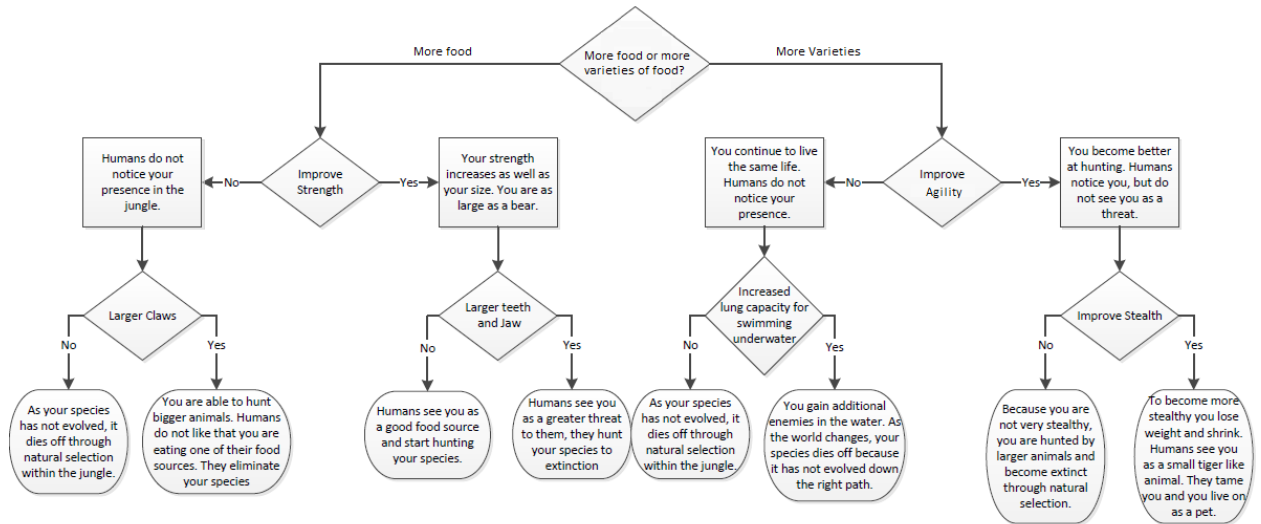 More food
More food or more
varieties of food?
More Varieties
Humans do not
notice your
presence in the
jungle.
No
Improve
Strength
Yes
Your strength
increases as well as
your size. You are as
large as a bear.
You continue to live
the same life.
Humans do not
notice your
presence.
No
Improve
Agility
Yes
You become better
at hunting. Humans
notice you, but do
not see you as a
threat.
Larger Claws
No
Yes
Larger teeth
and Jaw
No
Yes
Increased
lung capacity for
swimming
underwater
No
Yes
Improve Stealth
No
Yes
As your species
has not evolved, it
dies off through
natural selection
within the jungle.
You are able to hunt
bigger animals. Humans
do not like that you are
eating one of their food
sources. They eliminate
your species
Humans see you as
a good food source
and start hunting
your species.
Humans see you
as a greater threat
to them, they hunt
your species to
extinction
As your species
has not evolved, it
dies off through
natural selection
within the jungle.
You gain additional
enemies in the water. As
the world changes, your
species dies off because
it has not evolved down
the right path.
Because you are
not very stealthy,
you are hunted by
larger animals and
become extinct
through natural
selection.
To become more
stealthy you lose
weight and shrink.
Humans see you
as a small tiger like
animal. They tame
you and you live on
as a pet.